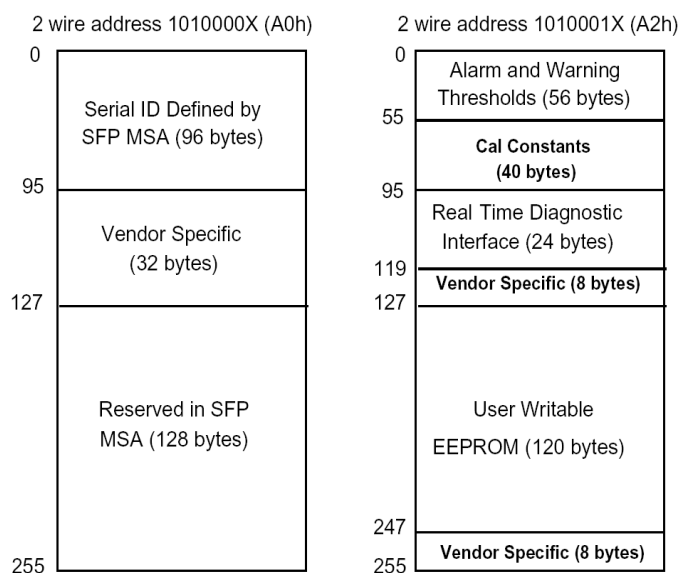 2 wire address 1010000X (A0h)
0
Serial ID Defined by
SFP MSA (96 bytes)
95
Vendor Specific
(32 bytes)
127
Reserved in SFP
MSA (128 bytes)
255
2 wire address 1010001X (A2h)
0
Alarm and Warning
Thresholds (56 bytes)
55
Cal Constants
(40 bytes)
95
Real Time Diagnostic
Interface (24 bytes)
119
Vendor Specific (8 bytes)
127
User Writable
EEPROM (120 bytes)
247
Vendor Specific (8 bytes)
255